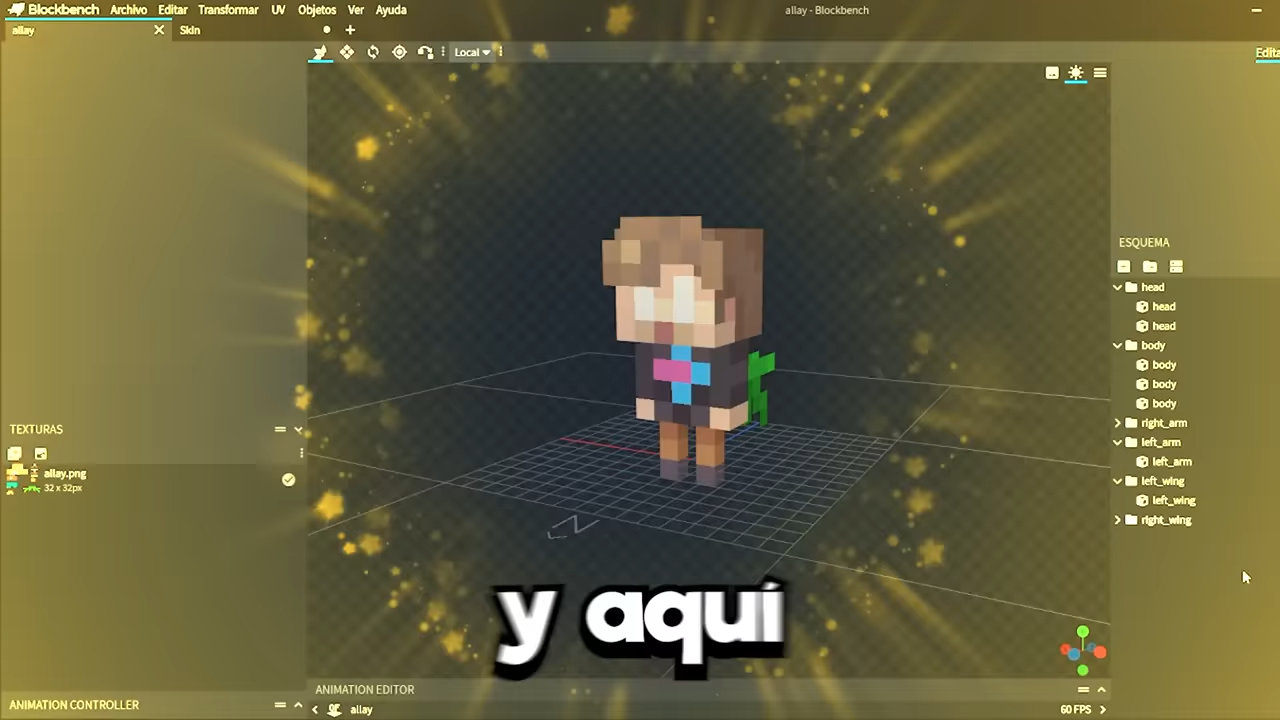 Blockbench Archivo Editar Transformar UV Objetos Ver Ayuda
allay - Blockbench
allay
Skin
Local
Edita
ESQUEMA
head
head
head
body
body
body
body
right_arm
left_arm
left_arm
left_wing
left_wing
right_wing
TEXTURAS
allay.png
32 x 32px
y aquí
ANIMATION EDITOR
ANIMATION CONTROLLER
allay
60 FPS